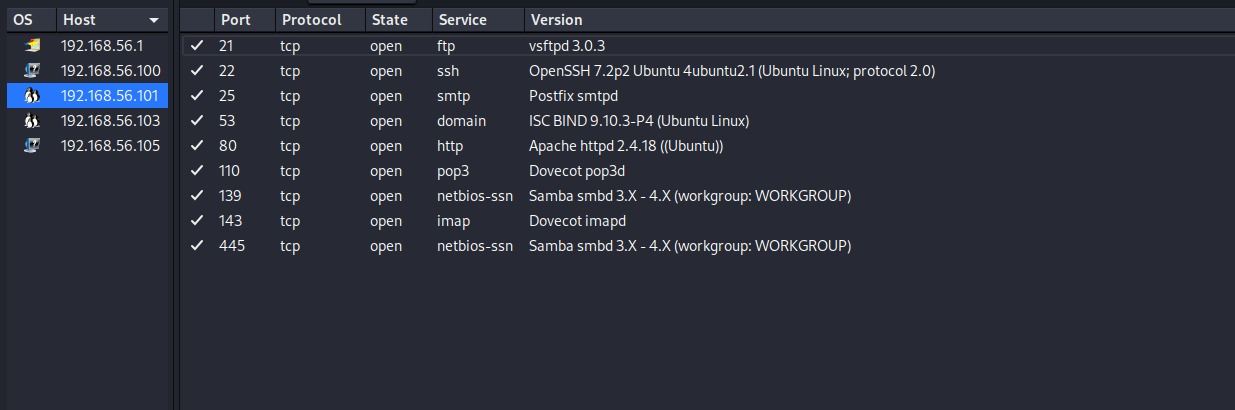 OS Host Port Protocol State Service Version
192.168.56.1 21 tcp open ftp vsftpd 3.0.3
192.168.56.100 22 tcp open ssh OpenSSH 7.2p2 Ubuntu 4ubuntu2.1 (Ubuntu Linux; protocol 2.0)
192.168.56.101 25 tcp open smtp Postfix smtpd
192.168.56.103 53 tcp open domain ISC BIND 9.10.3-P4 (Ubuntu Linux)
192.168.56.105 80 tcp open http Apache httpd 2.4.18 ((Ubuntu))
110 tcp open pop3 Dovecot pop3d
139 tcp open netbios-ssn Samba smbd 3.X - 4.X (workgroup: WORKGROUP)
143 tcp open imap Dovecot imapd
445 tcp open netbios-ssn Samba smbd 3.X - 4.X (workgroup: WORKGROUP)